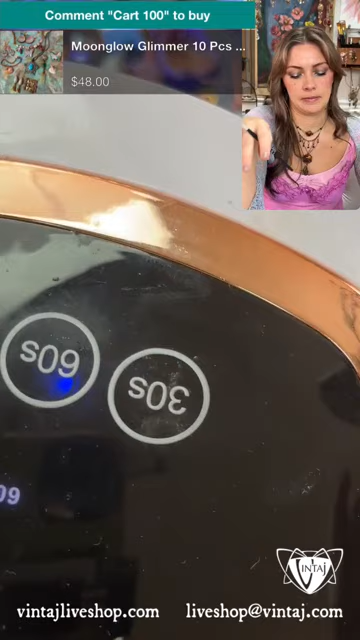 Comment "Cart 100" to buy
Moonglow Glimmer 10 Pcs ...
$48.00
60s
30s
60
VINTAJ
vintajliveshop.com
liveshop@vintaj.com